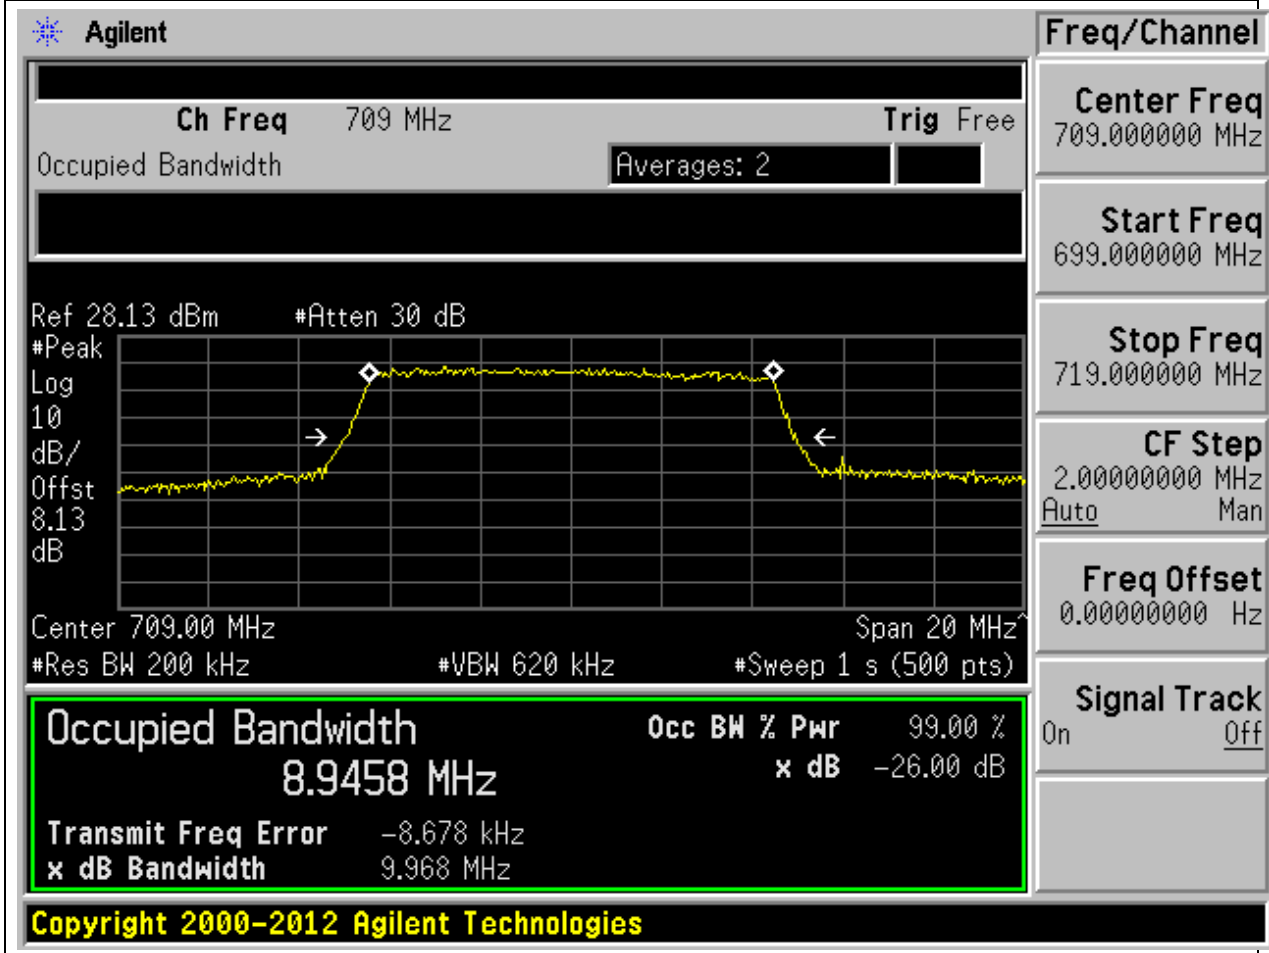 Agilent
Freq/Channel
Ch Freq 709 MHz Trig Free
Occupied Bandwidth Averages: 2
Center Freq
709.000000 MHz
Start Freq
699.000000 MHz
Stop Freq
719.000000 MHz
CF Step
2.00000000 MHz
Auto Man
Freq Offset
0.00000000 Hz
Signal Track
On Off
Ref 28.13 dBm #Atten 30 dB
#Peak
Log
10
dB/
Offst
8.13
dB
Center 709.00 MHz Span 20 MHz^
#Res BW 200 kHz #VBW 620 kHz #Sweep 1 s (500 pts)
Occupied Bandwidth
8.9458 MHz
Occ BW % Pwr 99.00 %
x dB -26.00 dB
Transmit Freq Error -8.678 kHz
x dB Bandwidth 9.968 MHz
Copyright 2000-2012 Agilent Technologies